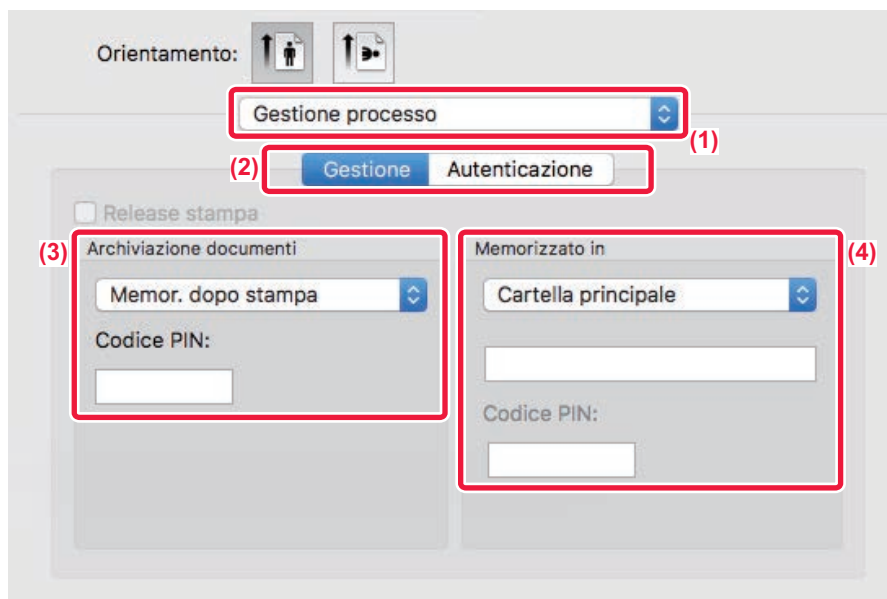 Orientamento:
Gestione processo
(1)
(2)
Gestione Autenticazione
Release stampa
(3)
Archiviazione documenti
Memorizzato in
(4)
Memor. dopo stampa
Cartella principale
Codice PIN:
Codice PIN: